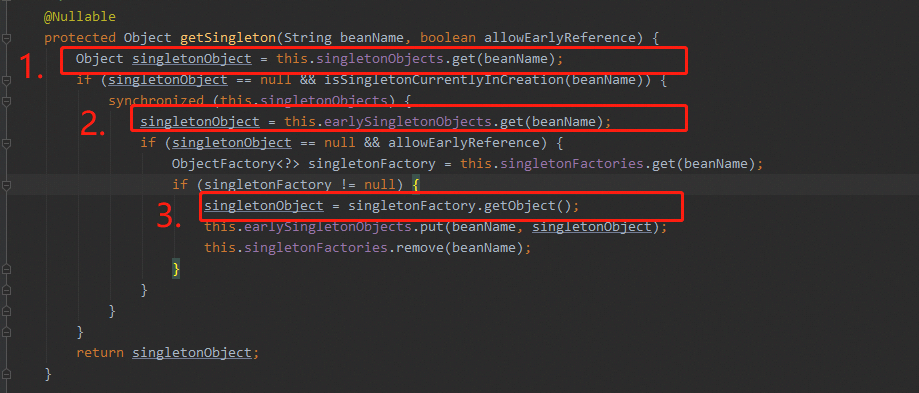 @Nullable
protected Object getSingleton(String beanName, boolean allowEarlyReference) {
1. Object singletonObject = this.singletonObjects.get(beanName);
if (singletonObject == null && isSingletonCurrentlyInCreation(beanName)) {
synchronized (this.singletonObjects) {
2. singletonObject = this.earlySingletonObjects.get(beanName);
if (singletonObject == null && allowEarlyReference) {
ObjectFactory<?> singletonFactory = this.singletonFactories.get(beanName);
if (singletonFactory != null) {
3. singletonObject = singletonFactory.getObject();
this.earlySingletonObjects.put(beanName, singletonObject);
this.singletonFactories.remove(beanName);
}
}
}
}
return singletonObject;
}